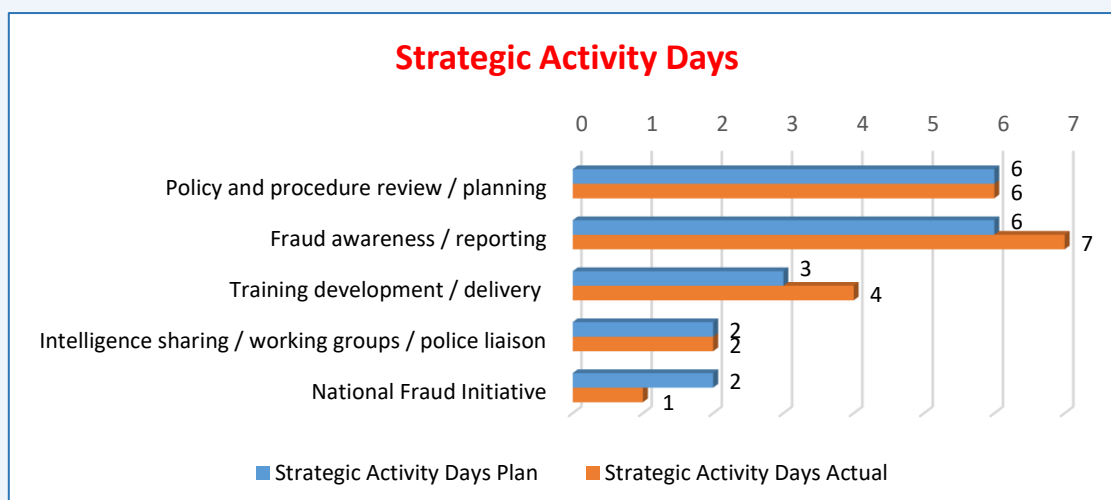 Strategic Activity Days
0 1 2 3 4 5 6 7
Policy and procedure review / planning
6
6
Fraud awareness / reporting
6
7
Training development / delivery
3
4
Intelligence sharing / working groups / police liaison
2
2
National Fraud Initiative
2
1
Strategic Activity Days Plan Strategic Activity Days Actual